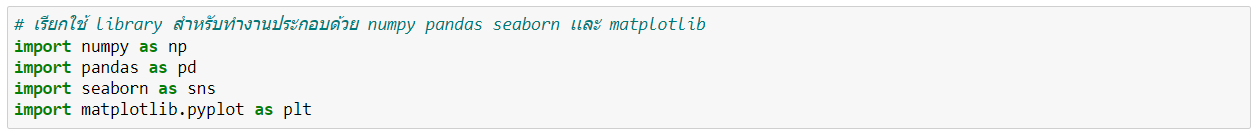 # เรียกใช้ library สำหรับทำงานประกอบด้วย numpy pandas seaborn และ matplotlib
import numpy as np
import pandas as pd
import seaborn as sns
import matplotlib.pyplot as plt